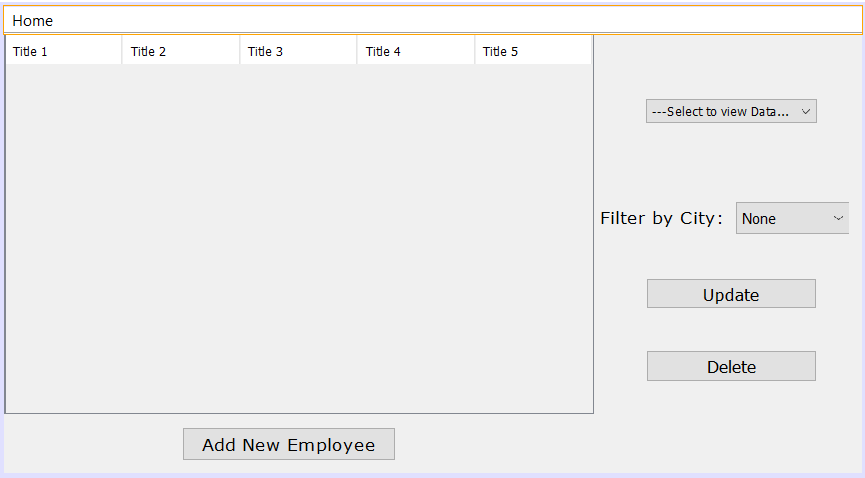 Home
Title 1 Title 2 Title 3 Title 4 Title 5
---Select to view Data...
Filter by City: None
Update
Delete
Add New Employee